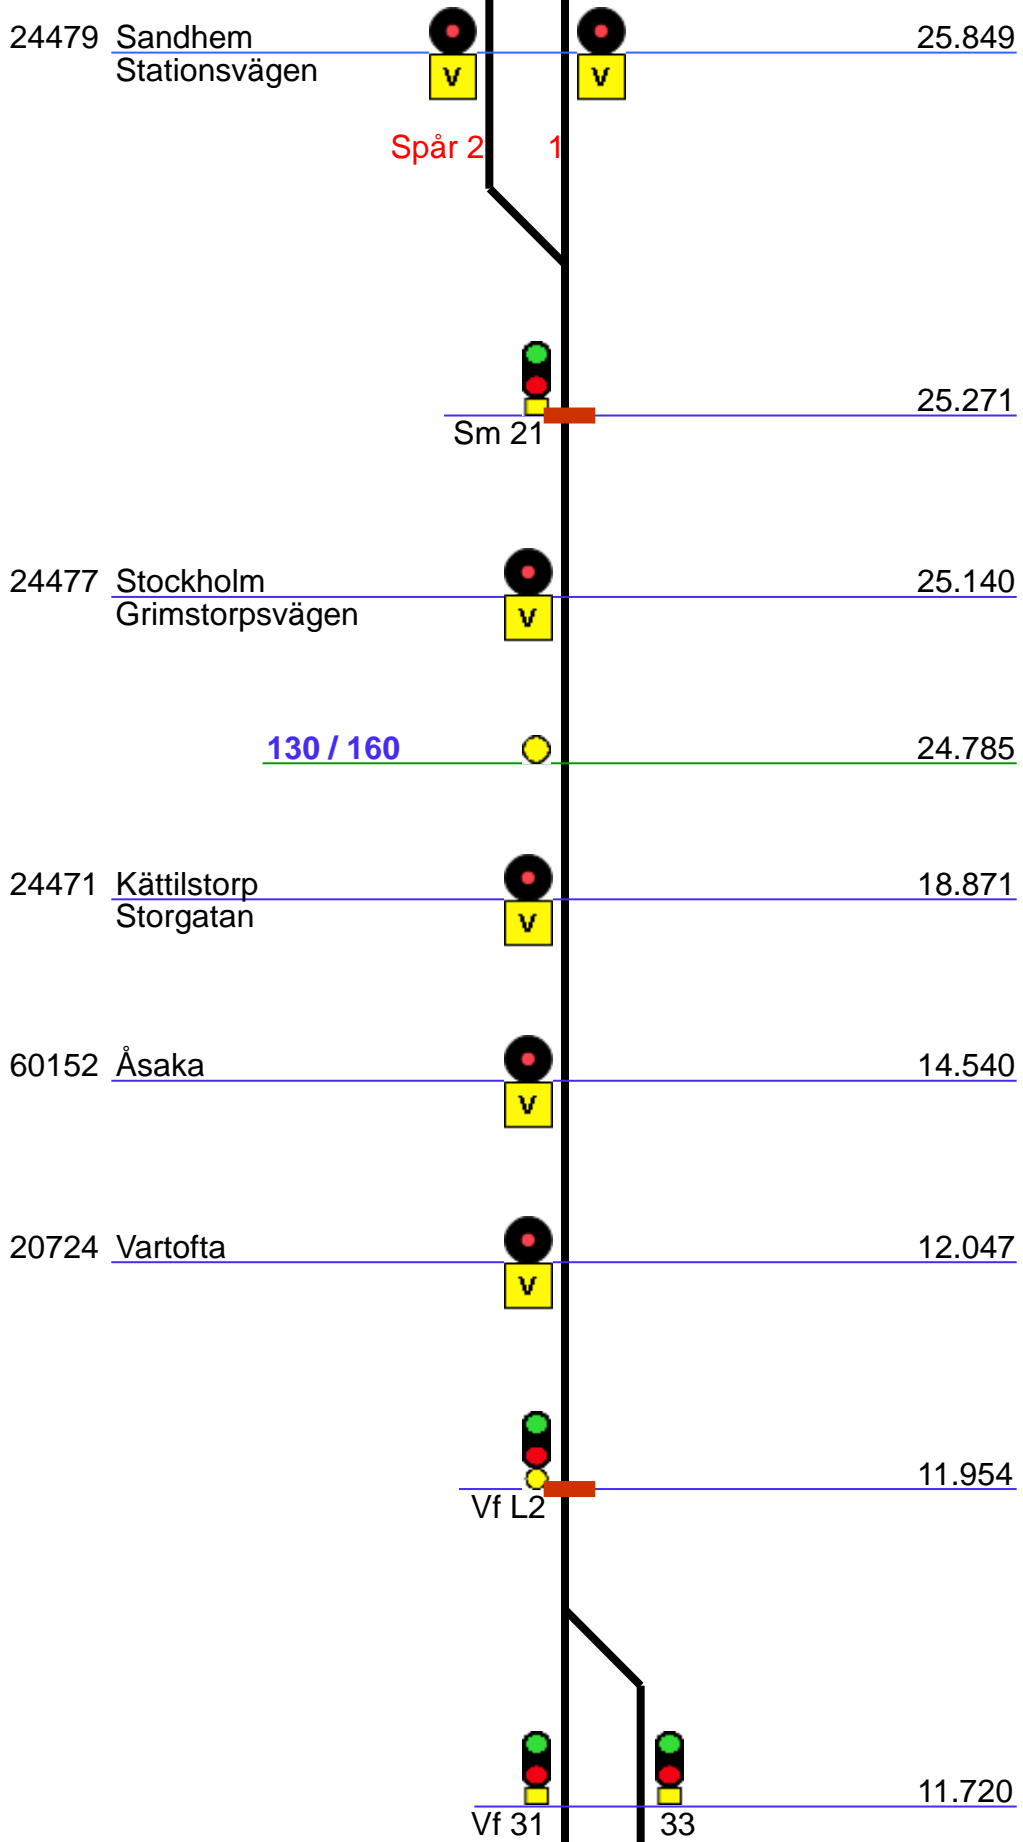 24479 Sandhem 25.849
Stationsvägen
V V
Spår 2 1
25.271
Sm 21
24477 Stockholm 25.140
Grimstorpsvägen
V
130 / 160 24.785
24471 Kättilstorp 18.871
Storgatan
V
60152 Åsaka 14.540
V
20724 Vartofta 12.047
V
11.954
Vf L2
11.720
Vf 31 33